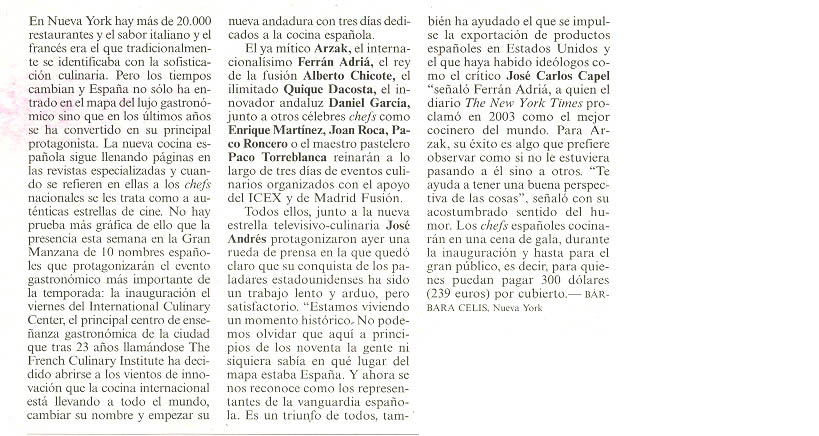 En Nueva York hay más de 20.000
restaurantes y el sabor italiano y el
francés era el que tradicionalmen-
te se identificaba con la sofistica-
ción culinaria. Pero los tiempos
cambian y España no sólo ha en-
trado en el mapa del lujo gastronó-
mico sino que en los últimos años
se ha convertido en su principal
protagonista. La nueva cocina es-
pañola sigue llenando páginas en
las revistas especializadas y cuan-
do se refieren en ellas a los chefs
nacionales se les trata como a au-
ténticas estrellas de cine. No hay
prueba más gráfica de ello que la
presencia esta semana en la Gran
Manzana de 10 nombres españo-
les que protagonizarán el evento
gastronómico más importante de
la temporada: la inauguración el
viernes del International Culinary
Center, el principal centro de ense-
ñanza gastronómica de la ciudad
que tras 23 años llamándose The
French Culinary Institute ha deci-
dido abrirse a los vientos de inno-
vación que la cocina internacional
está llevando a todo el mundo,
cambiar su nombre y empezar su
nueva andadura con tres días dedi-
cados a la cocina española.
El ya mítico Arzak, el interna-
cionalísimo Ferrán Adriá, el rey
de la fusión Alberto Chicote, el
ilimitado Quique Dacosta, el in-
novador andaluz Daniel García,
junto a otros célebres chefs como
Enrique Martínez, Joan Roca, Pa-
co Roncero o el maestro pastelero
Paco Torreblanca reinarán a lo
largo de tres días de eventos culi-
narios organizados con el apoyo
del ICEX y de Madrid Fusión.
Todos ellos, junto a la nueva
estrella televisivo-culinaria José
Andrés protagonizaron ayer una
rueda de prensa en la que quedó
claro que su conquista de los pa-
ladares estadounidenses ha sido
un trabajo lento y arduo, pero
satisfactorio. “Estamos viviendo
un momento histórico. No pode-
mos olvidar que aquí a princi-
pios de los noventa la gente ni
siquiera sabía en qué lugar del
mapa estaba España. Y ahora se
nos reconoce como los represen-
tantes de la vanguardia españo-
la. Es un triunfo de todos, tam-
bién ha ayudado el que se impul-
se la exportación de productos
españoles en Estados Unidos y
el que haya habido ideólogos co-
mo el crítico José Carlos Capel
“señaló Ferrán Adriá, a quien el
diario The New York Times pro-
clamó en 2003 como el mejor
cocinero del mundo. Para Ar-
zak, su éxito es algo que prefiere
observar como si no le estuviera
pasando a él sino a otros. “Te
ayuda a tener una buena perspec-
tiva de las cosas”, señaló con su
acostumbrado sentido del hu-
mor. Los chefs españoles cocina-
rán en una cena de gala, durante
la inauguración y hasta para el
gran público, es decir, para quie-
nes puedan pagar 300 dólares
(239 euros) por cubierto.— BÁR-
BARA CELIS, Nueva York